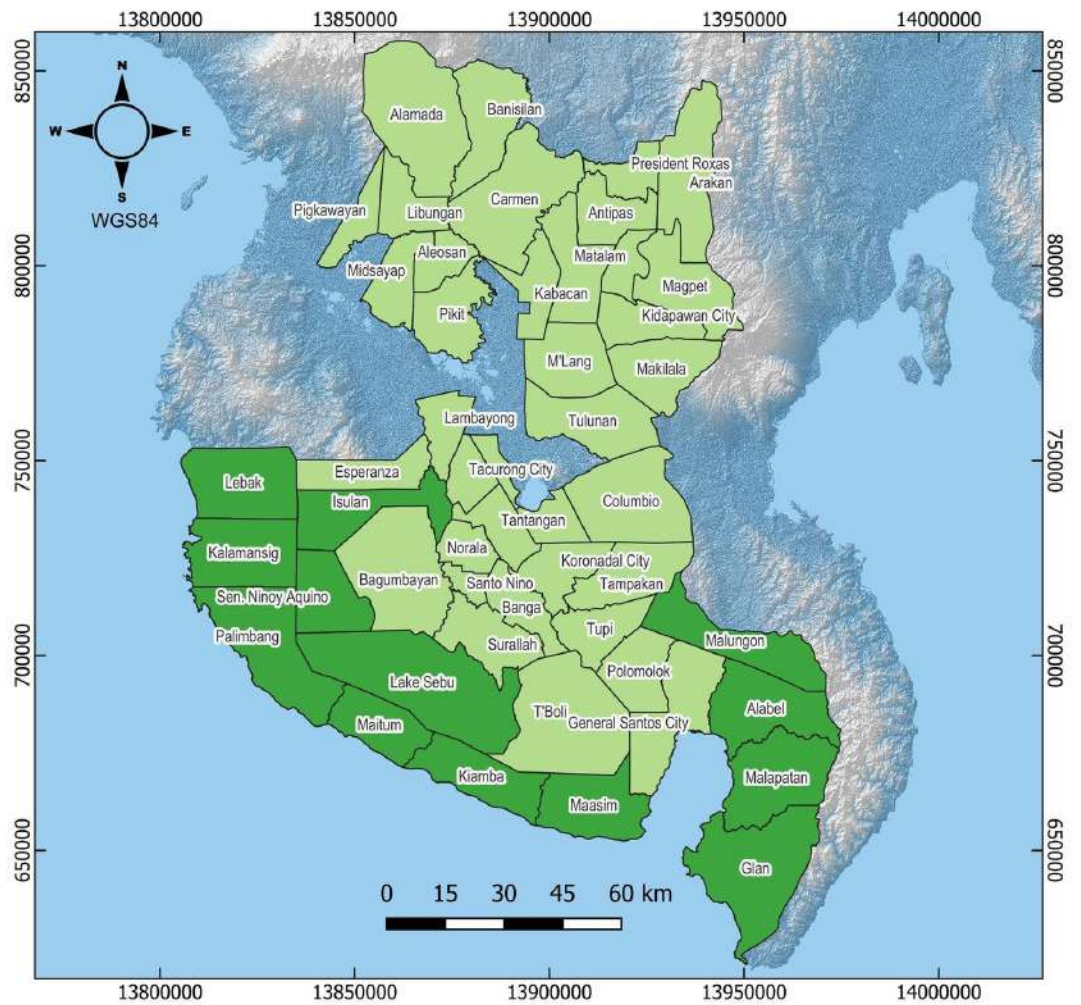 13800000 13850000 13900000 13950000 14000000
850000 850000
N
W E
S
WGS84
Alamada
Banisilan
President Roxas
Arakan
Carmen
Pigkawayan
Libungan
Antipas
Aleosan
Midsayap
Matalam
800000 800000
Magpet
Kabacan
Pikit
Kidapawan City
M'Lang
Makilala
Lambayong
Tulunan
750000 750000
Esperanza
Tacurong City
Lebak
Isulan
Columbio
Tantangan
Kalamansig
Norala
Koronadal City
Bagumbayan
Santo Nino
Tampakan
Sen. Ninoy Aquino
Banga
Palimbang
Tupi
Malungon
Surallah
700000 700000
Polomolok
Lake Sebu
Alabel
T'Boli
General Santos City
Maitum
Kiamba
Malapatan
Maasim
650000 650000
Glan
0 15 30 45 60 km
13800000 13850000 13900000 13950000 14000000